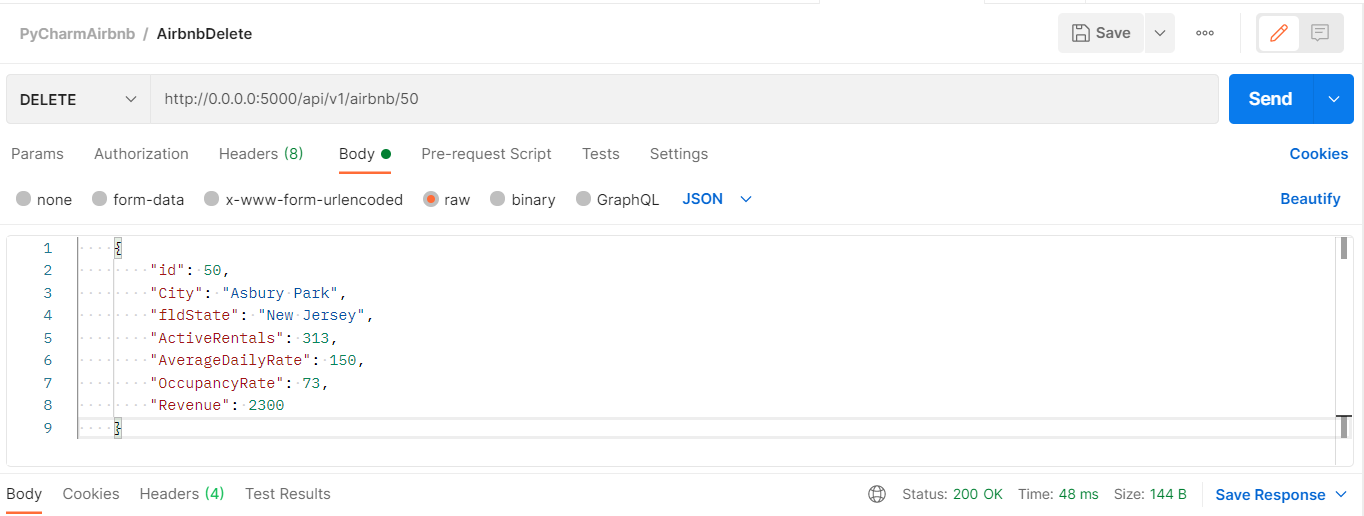 PyCharmAirbnb / AirbnbDelete
Save
DELETE
http://0.0.0.0:5000/api/v1/airbnb/50
Send
Params Authorization Headers (8) Body Pre-request Script Tests Settings Cookies
none form-data x-www-form-urlencoded raw binary GraphQL JSON Beautify
1 {
2 "id": 50,
3 "City": "Asbury Park",
4 "fldState": "New Jersey",
5 "ActiveRentals": 313,
6 "AverageDailyRate": 150,
7 "OccupancyRate": 73,
8 "Revenue": 2300
9 }
Body Cookies Headers (4) Test Results Status: 200 OK Time: 48 ms Size: 144 B Save Response